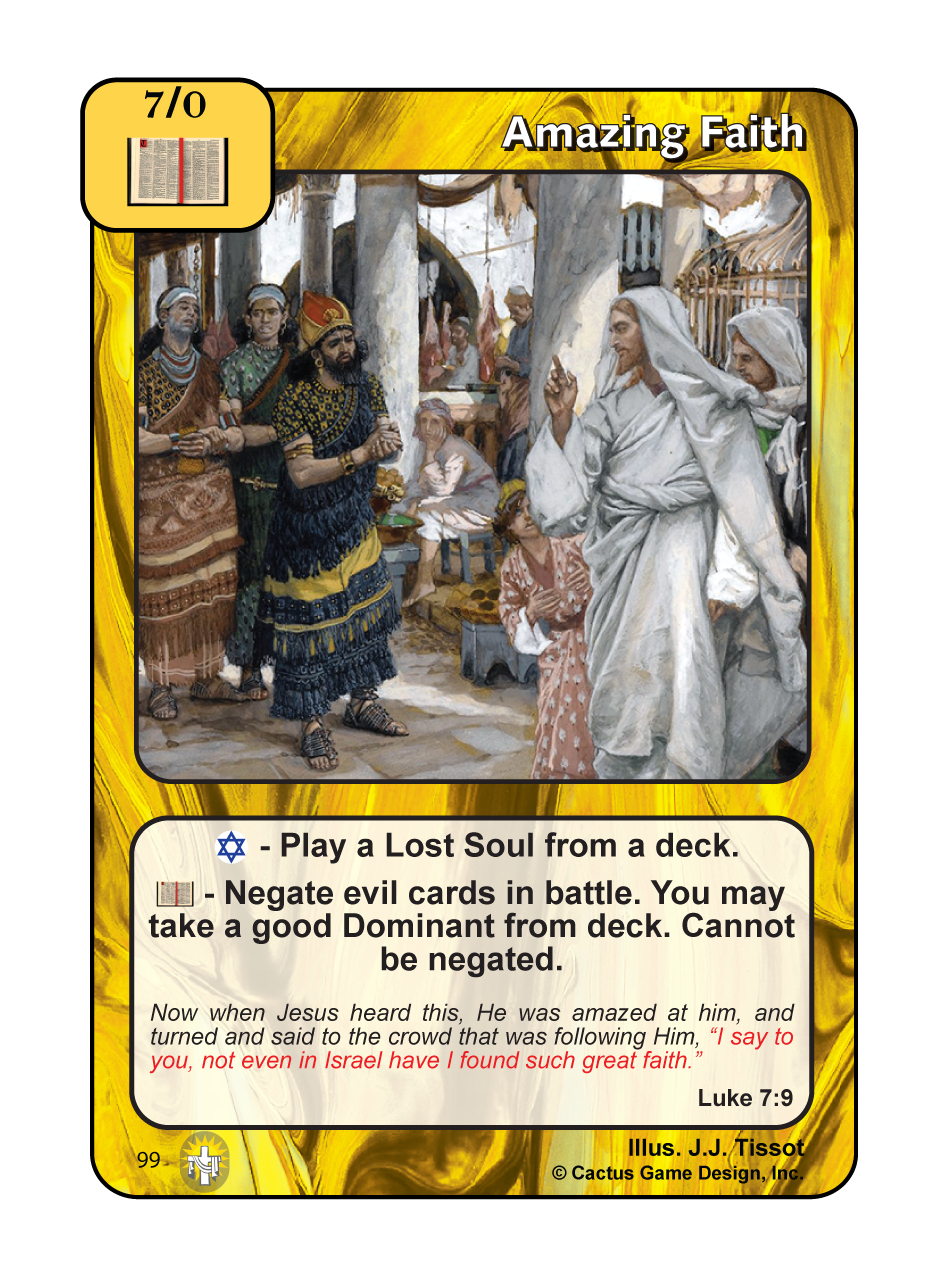 7/0
Amazing Faith
- Play a Lost Soul from a deck.
- Negate evil cards in battle. You may
take a good Dominant from deck. Cannot
be negated.
Now when Jesus heard this, He was amazed at him, and
turned and said to the crowd that was following Him, “I say to
you, not even in Israel have I found such great faith.”
Luke 7:9
99
Illus. J.J. Tissot
© Cactus Game Design, Inc.